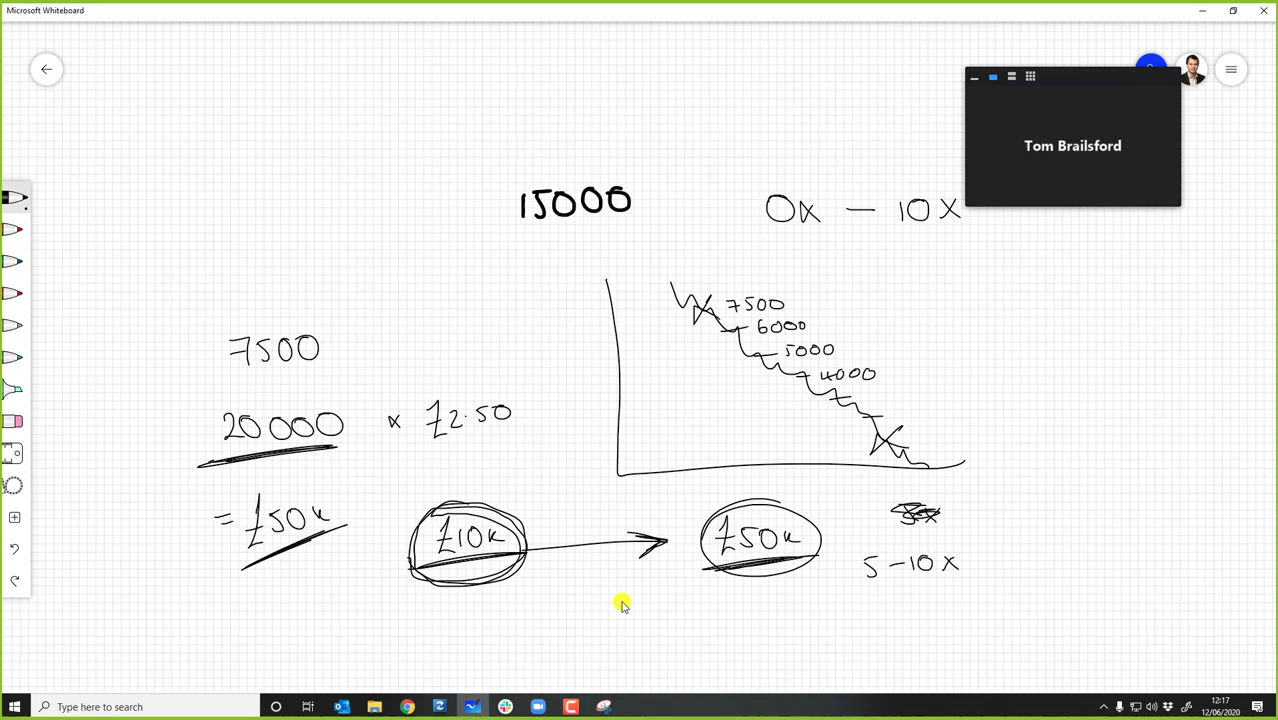 Microsoft Whiteboard
Tom Brailsford
15000
0x – 10x
7500
6000
5000
4000
7500
20000 x £2.50
= £50k
£10k
£50k
5-10x
Type here to search
12:17
12/06/2020